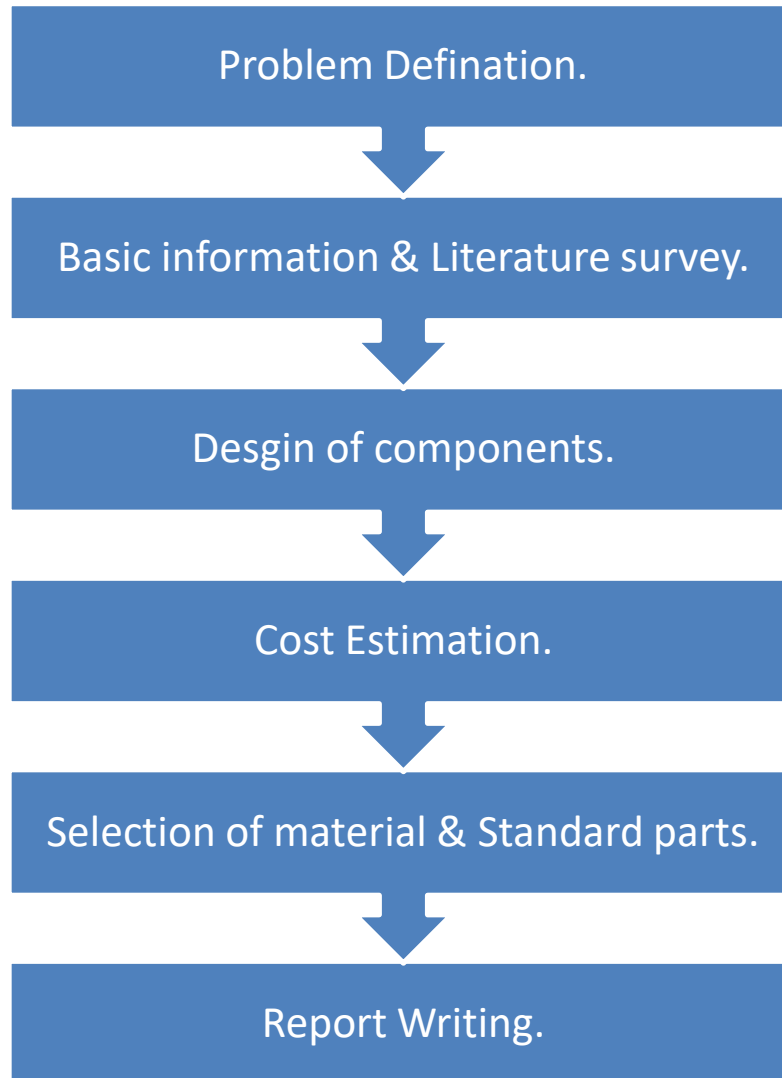 Problem Defination.
Basic information & Literature survey.
Desgin of components.
Cost Estimation.
Selection of material & Standard parts.
Report Writing.